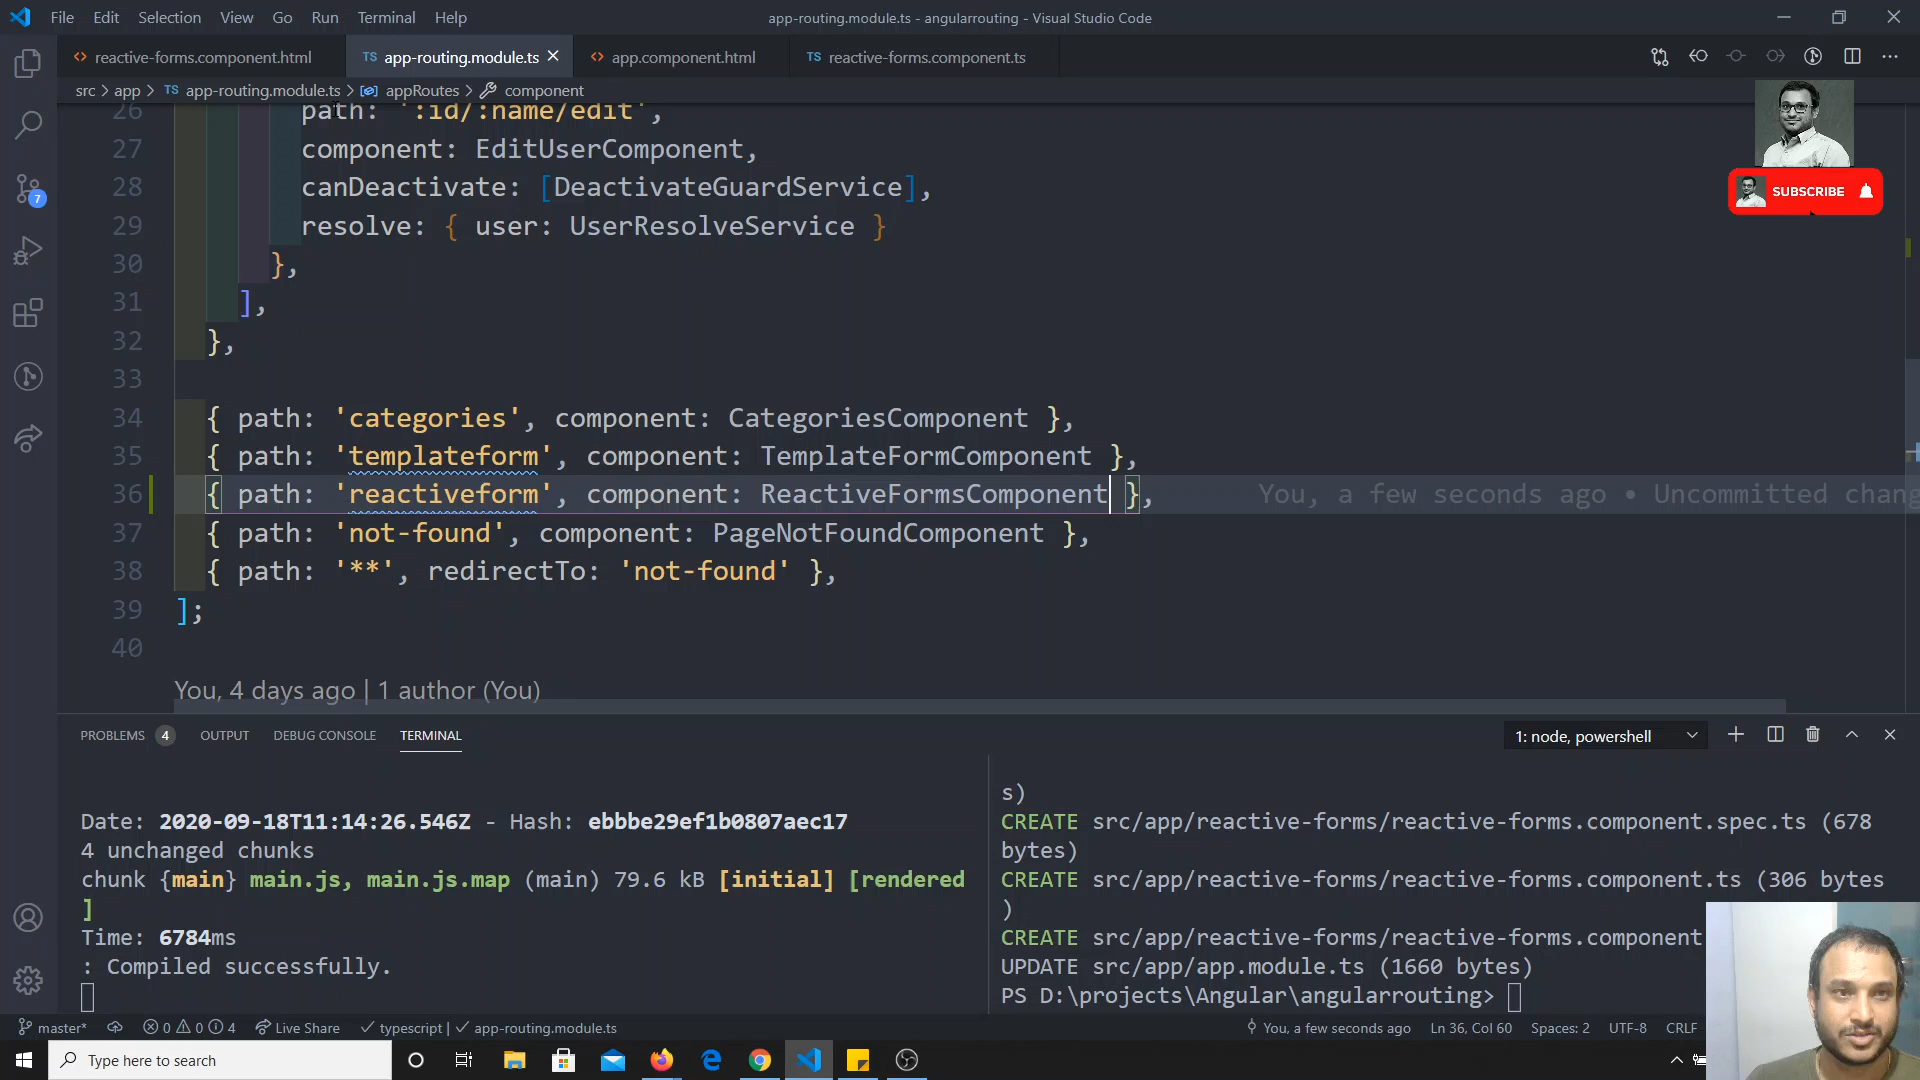 File Edit Selection View Go Run Terminal Help
app-routing.module.ts - angularrouting - Visual Studio Code
reactive-forms.component.html
TS app-routing.module.ts
app.component.html
TS reactive-forms.component.ts
src > app > TS app-routing.module.ts > appRoutes > component
26 path: ':id/:name/edit',
27 component: EditUserComponent,
28 canDeactivate: [DeactivateGuardService],
29 resolve: { user: UserResolveService }
30 },
31 ],
32 },
33
34 { path: 'categories', component: CategoriesComponent },
35 { path: 'templateform', component: TemplateFormComponent },
36 { path: 'reactiveform', component: ReactiveFormsComponent }, You, a few seconds ago • Uncommitted chang
37 { path: 'not-found', component: PageNotFoundComponent },
38 { path: '**', redirectTo: 'not-found' },
39 ];
40
You, 4 days ago | 1 author (You)
SUBSCRIBE
7
PROBLEMS 4 OUTPUT DEBUG CONSOLE TERMINAL
1: node, powershell
Date: 2020-09-18T11:14:26.546Z - Hash: ebbbe29ef1b0807aec17
4 unchanged chunks
chunk {main} main.js, main.js.map (main) 79.6 kB [initial] [rendered
]
Time: 6784ms
: Compiled successfully.
s)
CREATE src/app/reactive-forms/reactive-forms.component.spec.ts (678
bytes)
CREATE src/app/reactive-forms/reactive-forms.component.ts (306 bytes
)
CREATE src/app/reactive-forms/reactive-forms.component
UPDATE src/app/app.module.ts (1660 bytes)
PS D:\projects\Angular\angularrouting>
master* 0 0 4 Live Share typescript | app-routing.module.ts
You, a few seconds ago Ln 36, Col 60 Spaces: 2 UTF-8 CRLF
Type here to search